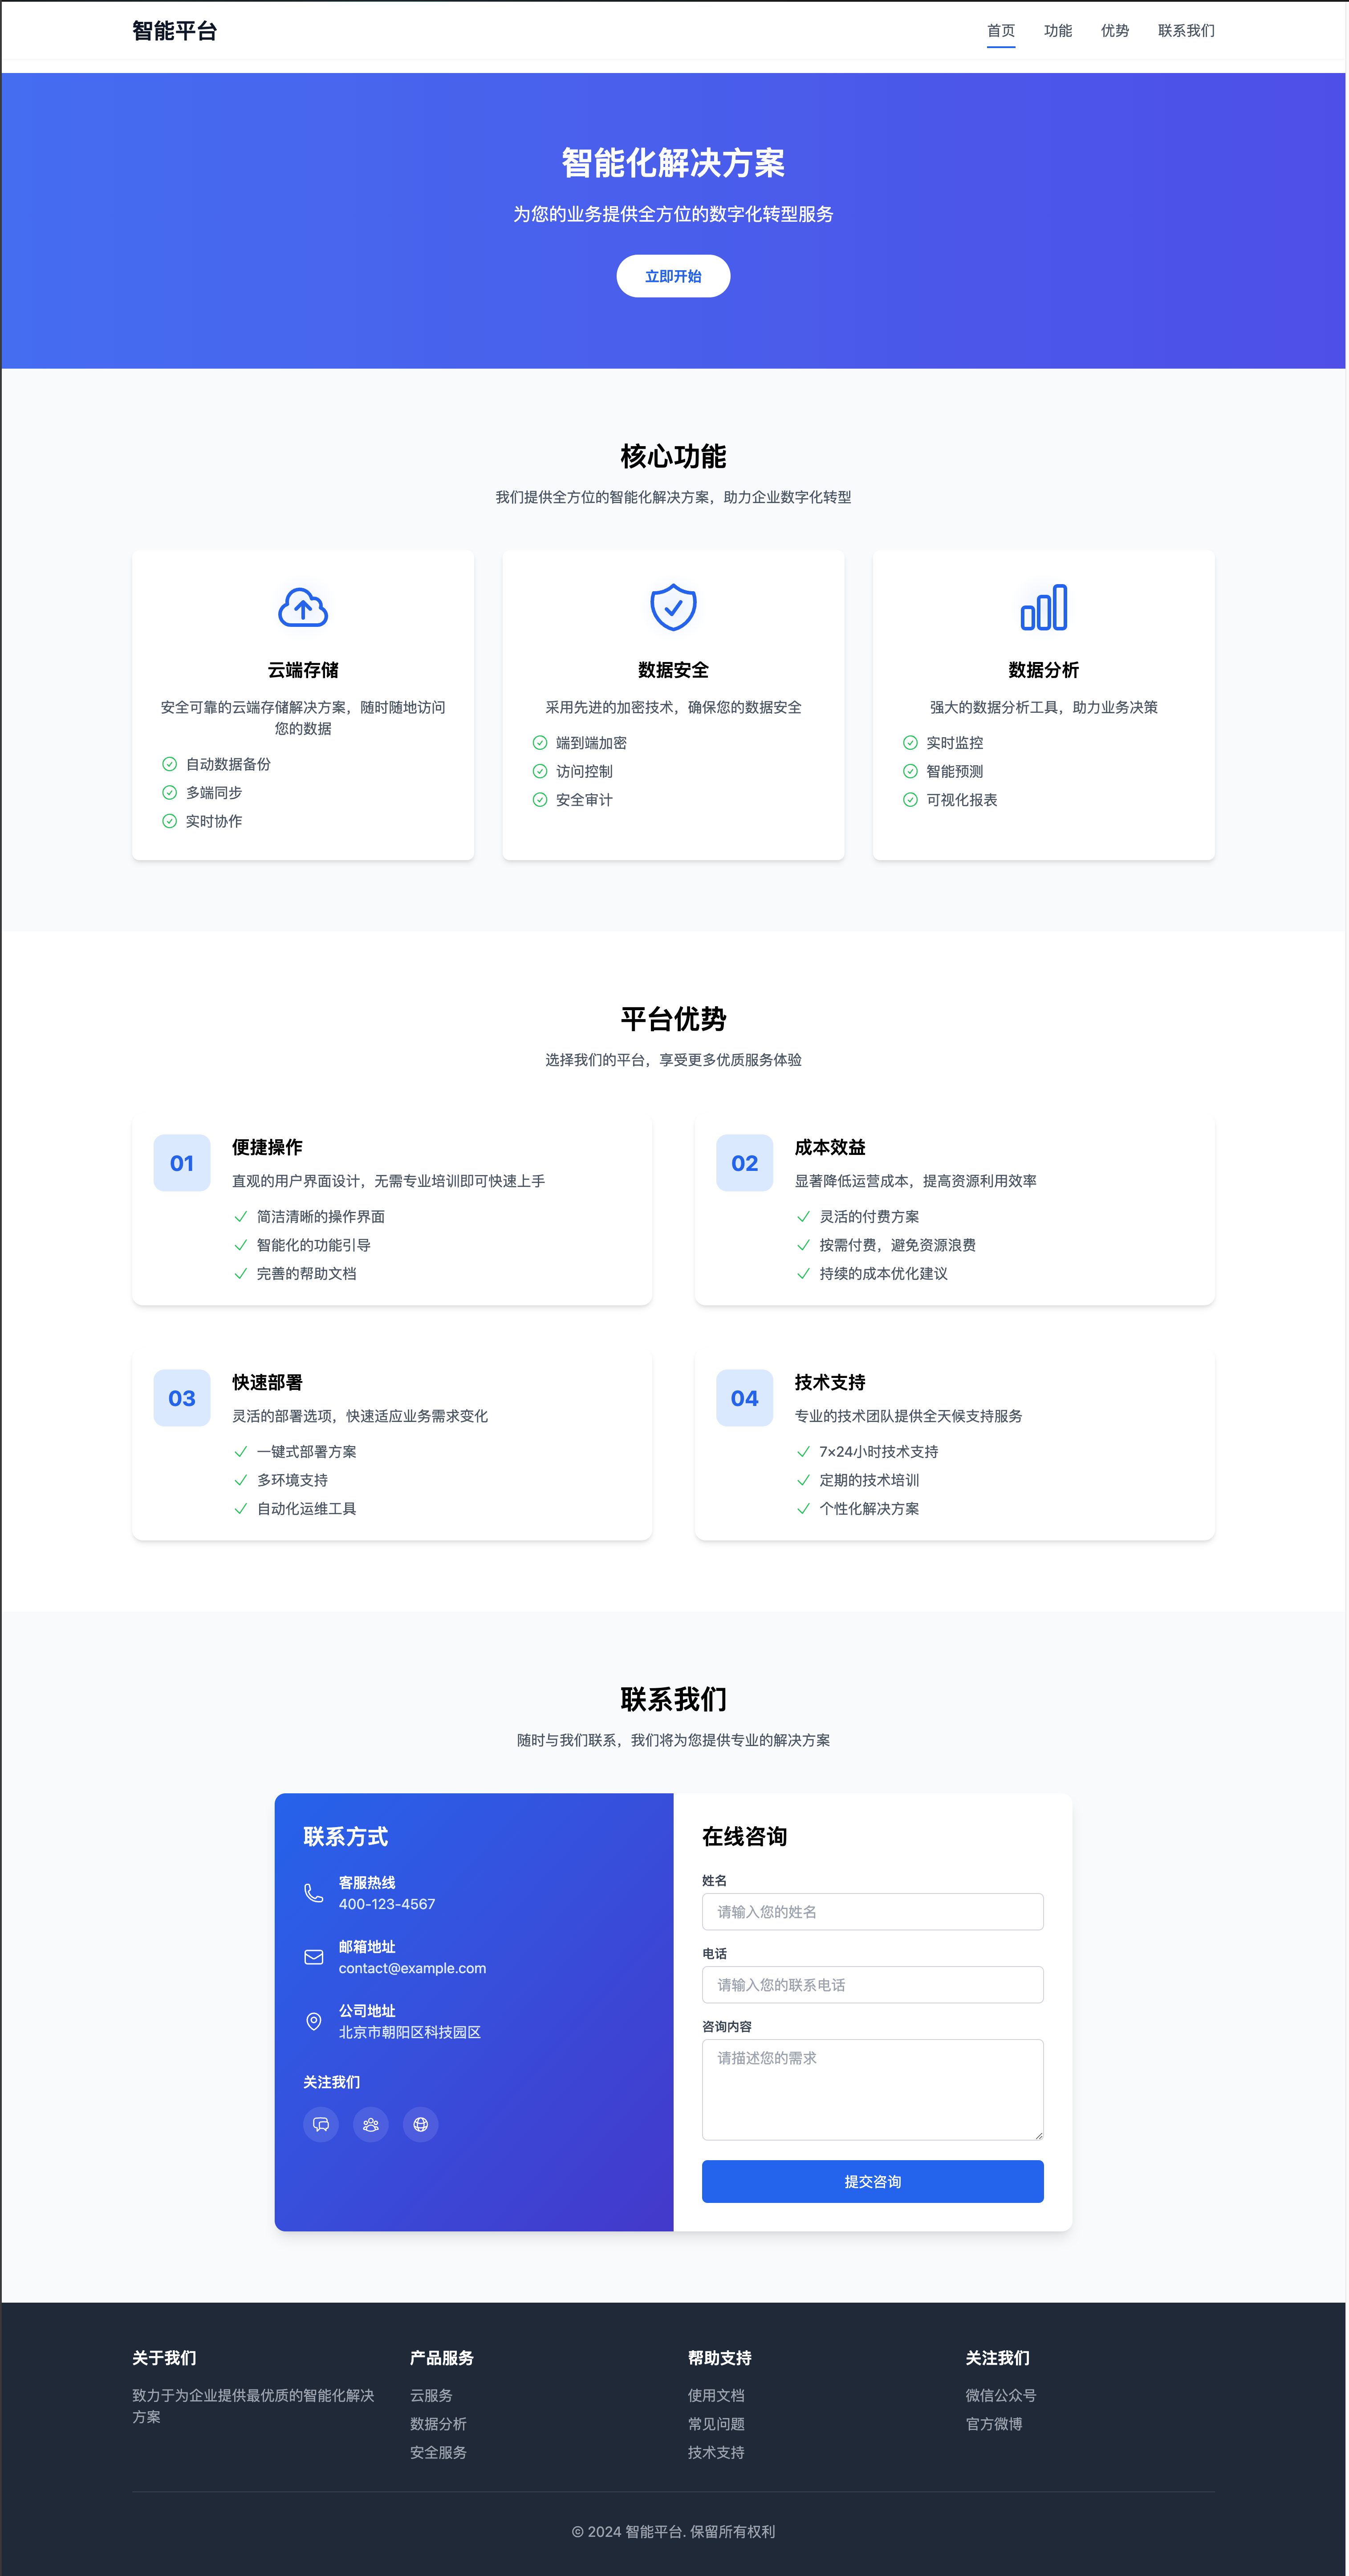 智能平台
首页 功能 优势 联系我们
智能化解决方案
为您的业务提供全方位的数字化转型服务
立即开始
核心功能
我们提供全方位的智能化解决方案，助力企业数字化转型
云端存储
安全可靠的云端存储解决方案，随时随地访问
您的数据
自动数据备份
多端同步
实时协作
数据安全
采用先进的加密技术，确保您的数据安全
端到端加密
访问控制
安全审计
数据分析
强大的数据分析工具，助力业务决策
实时监控
智能预测
可视化报表
平台优势
选择我们的平台，享受更多优质服务体验
01
便捷操作
直观的用户界面设计，无需专业培训即可快速上手
简洁清晰的操作界面
智能化的功能引导
完善的帮助文档
02
成本效益
显著降低运营成本，提高资源利用效率
灵活的付费方案
按需付费，避免资源浪费
持续的成本优化建议
03
快速部署
灵活的部署选项，快速适应业务需求变化
一键式部署方案
多环境支持
自动化运维工具
04
技术支持
专业的技术团队提供全天候支持服务
7×24小时技术支持
定期的技术培训
个性化解决方案
联系我们
随时与我们联系，我们将为您提供专业的解决方案
联系方式
客服热线
400-123-4567
邮箱地址
contact@example.com
公司地址
北京市朝阳区科技园区
关注我们
在线咨询
姓名
请输入您的姓名
电话
请输入您的联系电话
咨询内容
请描述您的需求
提交咨询
关于我们
致力于为企业提供最优质的智能化解决
方案
产品服务
云服务
数据分析
安全服务
帮助支持
使用文档
常见问题
技术支持
关注我们
微信公众号
官方微博
© 2024 智能平台. 保留所有权利